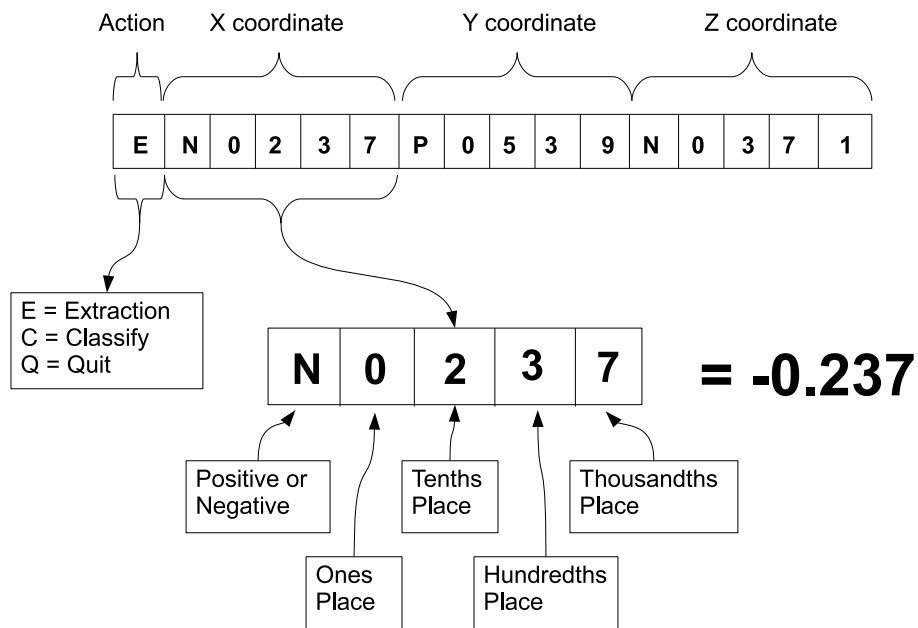 Action X coordinate Y coordinate Z coordinate
E N 0 2 3 7 P 0 5 3 9 N 0 3 7 1
E = Extraction
C = Classify
Q = Quit
N 0 2 3 7 = -0.237
Positive or
Negative
Tenths
Place
Thousandths
Place
Ones
Place
Hundredths
Place